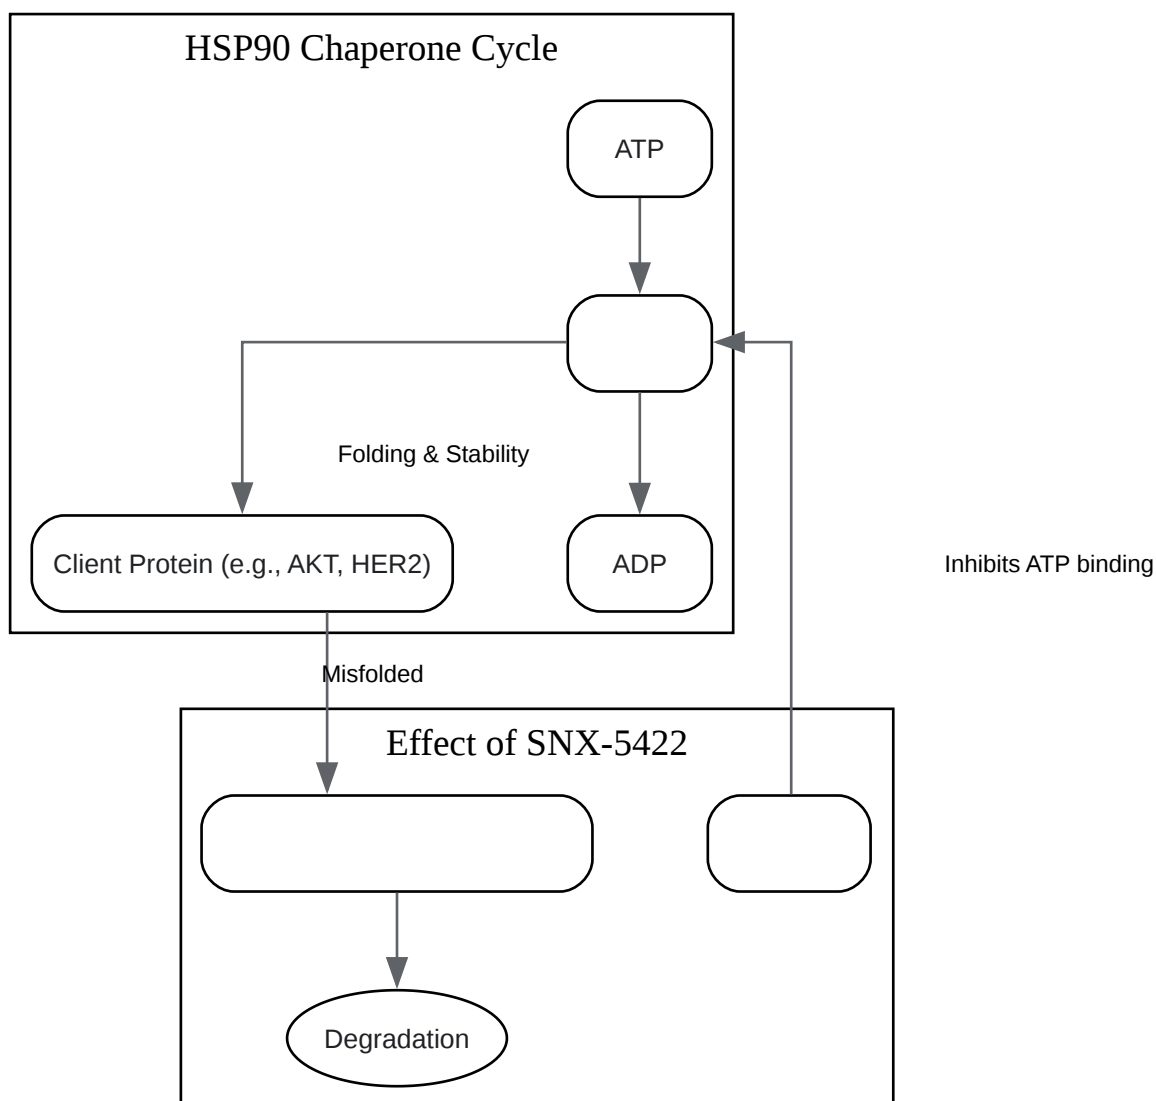 HSP90 Chaperone Cycle
ATP
Folding & Stability
Client Protein (e.g., AKT, HER2)
ADP
Inhibits ATP binding
Misfolded
Effect of SNX-5422
Degradation